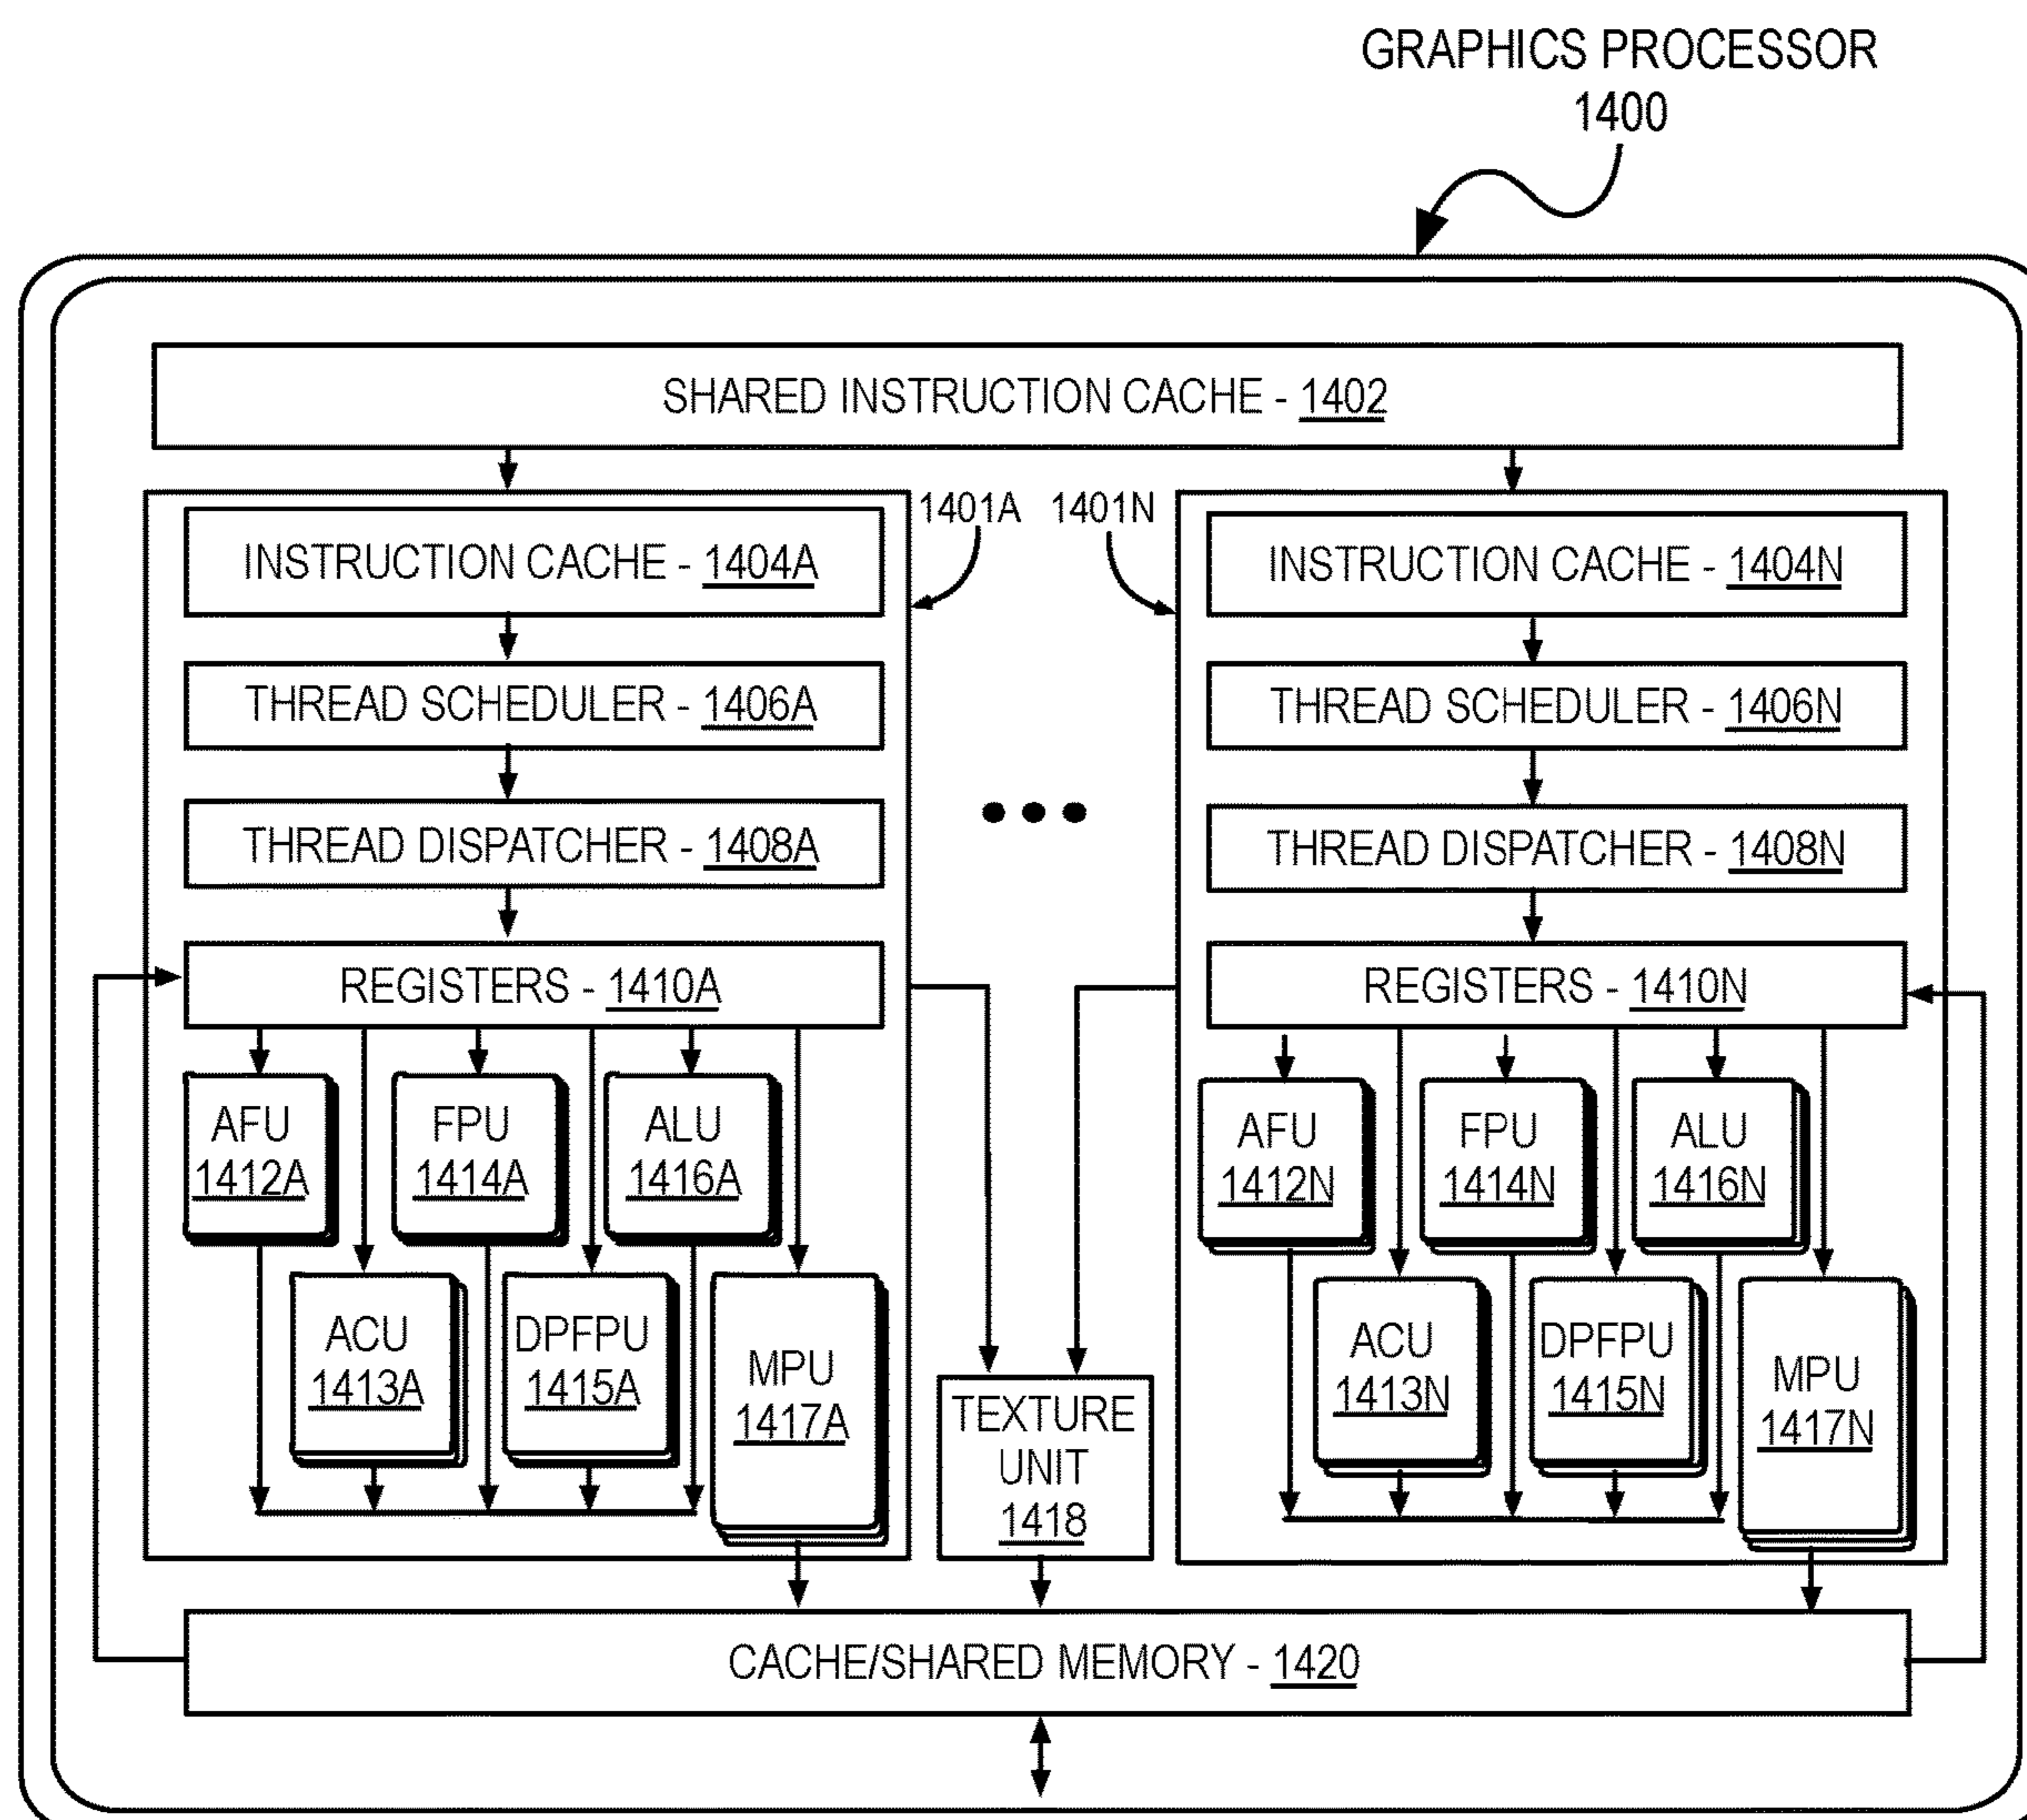 GRAPHICS PROCESSOR
1400
SHARED INSTRUCTION CACHE - 1402
1401A 1401N
INSTRUCTION CACHE - 1404A
THREAD SCHEDULER - 1406A
THREAD DISPATCHER - 1408A
REGISTERS - 1410A
AFU
1412A
FPU
1414A
ALU
1416A
ACU
1413A
DPFPU
1415A
MPU
1417A
TEXTURE
UNIT
1418
INSTRUCTION CACHE - 1404N
THREAD SCHEDULER - 1406N
THREAD DISPATCHER - 1408N
REGISTERS - 1410N
AFU
1412N
FPU
1414N
ALU
1416N
ACU
1413N
DPFPU
1415N
MPU
1417N
CACHE/SHARED MEMORY - 1420